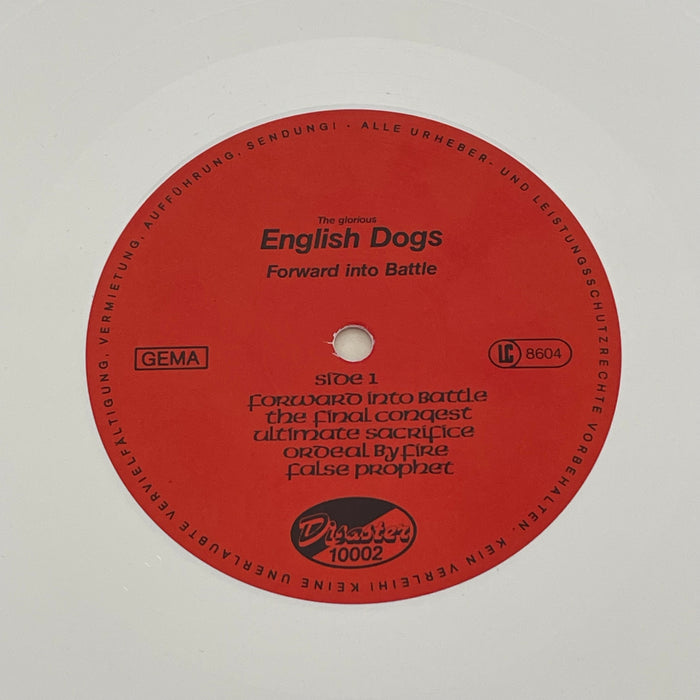 The glorious
English Dogs
Forward into Battle
GEMA
LC 8604
side 1
forward into Battle
the final conqest
ultimate sacrifice
ordeal By fire
false prophet
Disaster
10002
ALLE URHEBER- UND LEISTUNGSSCHUTZRECHTE VORBEHALTEN. KEIN VERLEIH! KEINE UNERLAUBTE VERVIELFÄLTIGUNG, VERMIETUNG, AUFFÜHRUNG, SENDUNG! ·